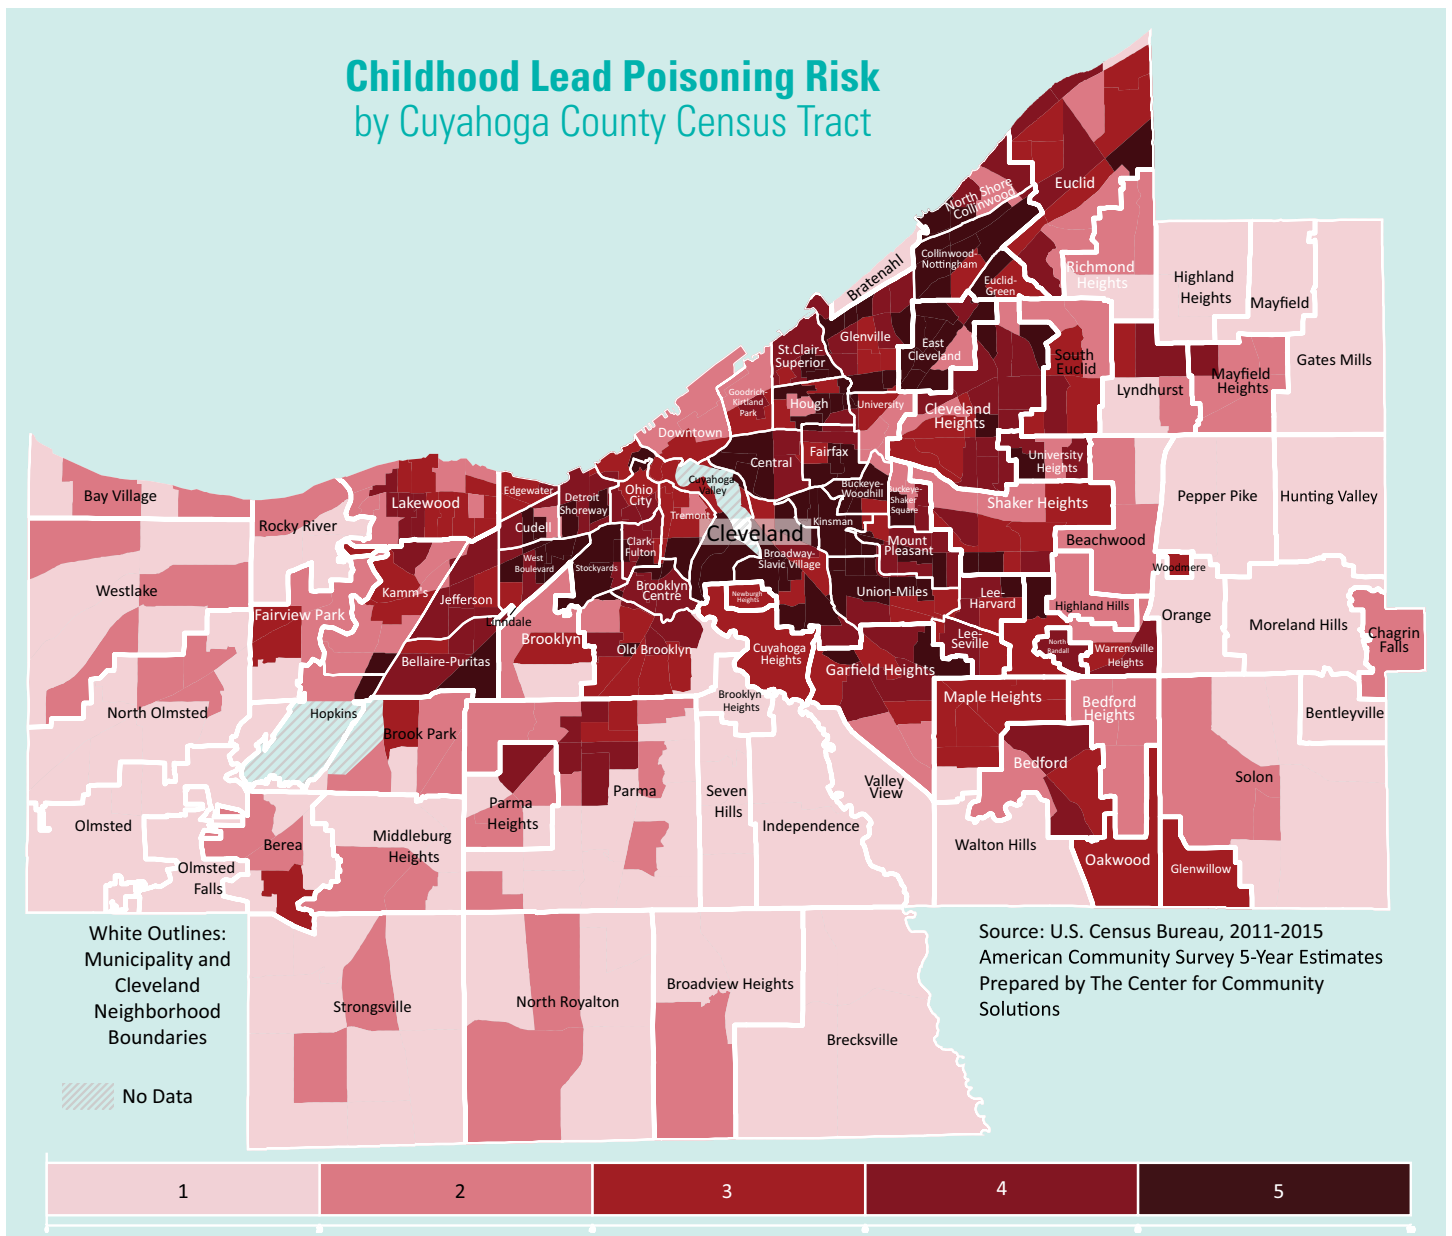 Childhood Lead Poisoning Risk
by Cuyahoga County Census Tract
Euclid
North Shore
Collinwood
Collinwood-
Nottingham
Euclid-
Green
Richmond
Heights
Bratenahl
Highland
Heights
Mayfield
Gates Mills
Glenville
St.Clair-
Superior
East
Cleveland
South
Euclid
Mayfield
Heights
Lyndhurst
Goodrich-
Kirtland
Park
Hough
University
Cleveland
Heights
Downtown
Central
Fairfax
University
Heights
Bay Village
Rocky River
Lakewood
Edgewater
Detroit
Shoreway
Ohio
City
Cuyahoga
Valley
Buckeye-
Woodhill
Buckeye-
Shaker
Square
Shaker Heights
Pepper Pike
Hunting Valley
Cudell
Tremont
Cleveland
Kinsman
Mount
Pleasant
Beachwood
West
Boulevard
Stockyards
Clark-
Fulton
Broadway-
Slavic Village
Woodmere
Westlake
Kamm's
Jefferson
Brooklyn
Centre
Newburgh
Heights
Union-Miles
Lee-
Harvard
Highland Hills
Orange
Moreland Hills
Chagrin
Falls
Fairview Park
Linndale
Brooklyn
Old Brooklyn
Cuyahoga
Heights
Lee-
Seville
North
Randall
Warrensville
Heights
Bellaire-Puritas
Garfield Heights
Brooklyn
Heights
Maple Heights
Bedford
Heights
Bentleyville
North Olmsted
Hopkins
Brook Park
Bedford
Solon
Parma
Heights
Parma
Seven
Hills
Independence
Valley
View
Olmsted
Berea
Middleburg
Heights
Walton Hills
Oakwood
Glenwillow
Olmsted
Falls
White Outlines:
Municipality and
Cleveland
Neighborhood
Boundaries
No Data
Strongsville
North Royalton
Broadview Heights
Brecksville
Source: U.S. Census Bureau, 2011-2015
American Community Survey 5-Year Estimates
Prepared by The Center for Community
Solutions
1
2
3
4
5